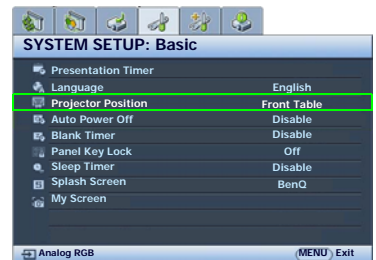 SYSTEM SETUP: Basic
Presentation Timer
Language English
Projector Position Front Table
Auto Power Off Disable
Blank Timer Disable
Panel Key Lock Off
Sleep Timer Disable
Splash Screen BenQ
My Screen
Analog RGB MENU Exit